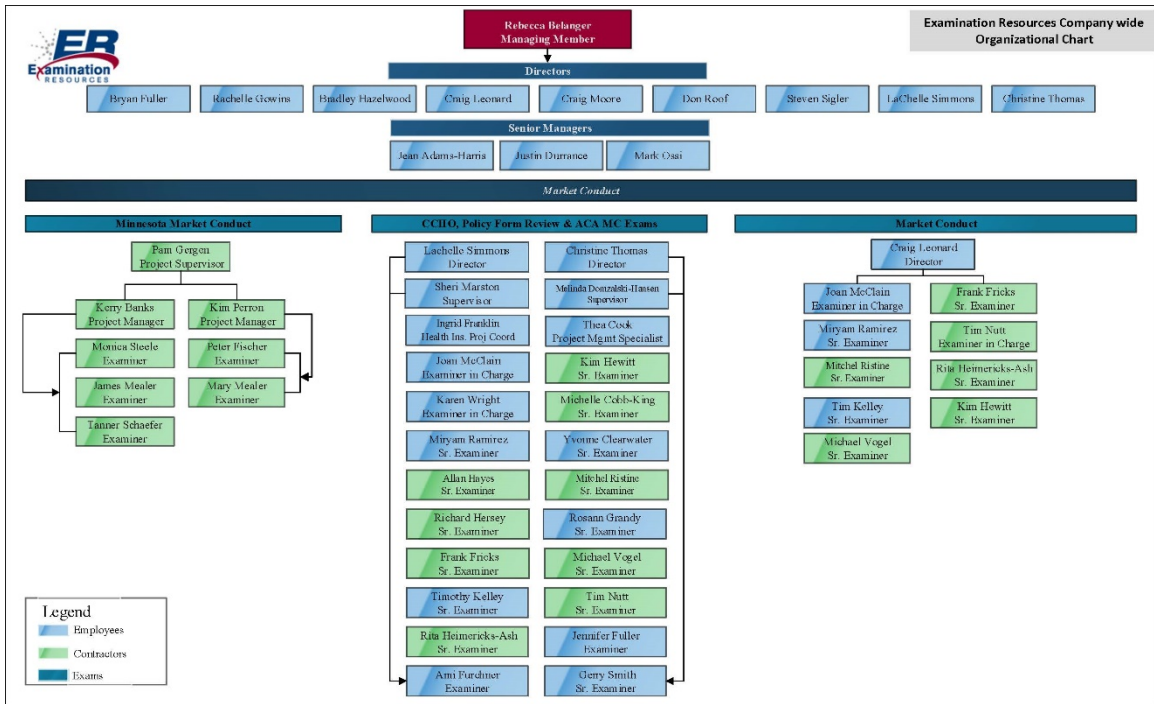 ER
Examination
RESOURCES
Rebecca Belanger
Managing Member
Examination Resources Company wide
Organizational Chart
Directors
Bryan Fuller
Rachelle Gowins
Bradley Hazelwood
Craig Leonard
Craig Moore
Don Roof
Steven Sigler
LaChelle Simmons
Christine Thomas
Senior Managers
Jean Adams-Harris
Justin Durrance
Mark Ossi
Market Conduct
Minnesota Market Conduct
Pam Gergen
Project Supervisor
Kerry Banks
Project Manager
Kim Perron
Project Manager
Monica Steele
Examiner
Peter Fischer
Examiner
James Mealer
Examiner
Mary Mealer
Examiner
Tanner Schaefer
Examiner
CCIIO, Policy Form Review & ACA MC Exams
Lachelle Simmons
Director
Christine Thomas
Director
Sheri Marston
Supervisor
Melinda Domzalski-Hansen
Supervisor
Ingrid Franklin
Health Ins. Proj Coord
Thea Cook
Project Mgmt Specialist
Joan McClain
Examiner in Charge
Kim Hewitt
Sr. Examiner
Karen Wright
Examiner in Charge
Michelle Cobb-King
Sr. Examiner
Miryam Ramirez
Sr. Examiner
Yvonne Clearwater
Sr. Examiner
Allan Hayes
Sr. Examiner
Mitchel Ristine
Sr. Examiner
Richard Hersey
Sr. Examiner
Rosann Grandy
Sr. Examiner
Frank Fricks
Sr. Examiner
Michael Vogel
Sr. Examiner
Timothy Kelley
Sr. Examiner
Tim Nutt
Sr. Examiner
Rita Heimericks-Ash
Sr. Examiner
Jennifer Fuller
Examiner
Ami Furchner
Examiner
Gerry Smith
Sr. Examiner
Market Conduct
Craig Leonard
Director
Joan McClain
Examiner in Charge
Frank Fricks
Sr. Examiner
Miryam Ramirez
Sr. Examiner
Tim Nutt
Examiner in Charge
Mitchel Ristine
Sr. Examiner
Rita Heimericks-Ash
Sr. Examiner
Tim Kelley
Sr. Examiner
Kim Hewitt
Sr. Examiner
Michael Vogel
Sr. Examiner
Legend
Employees
Contractors
Exams